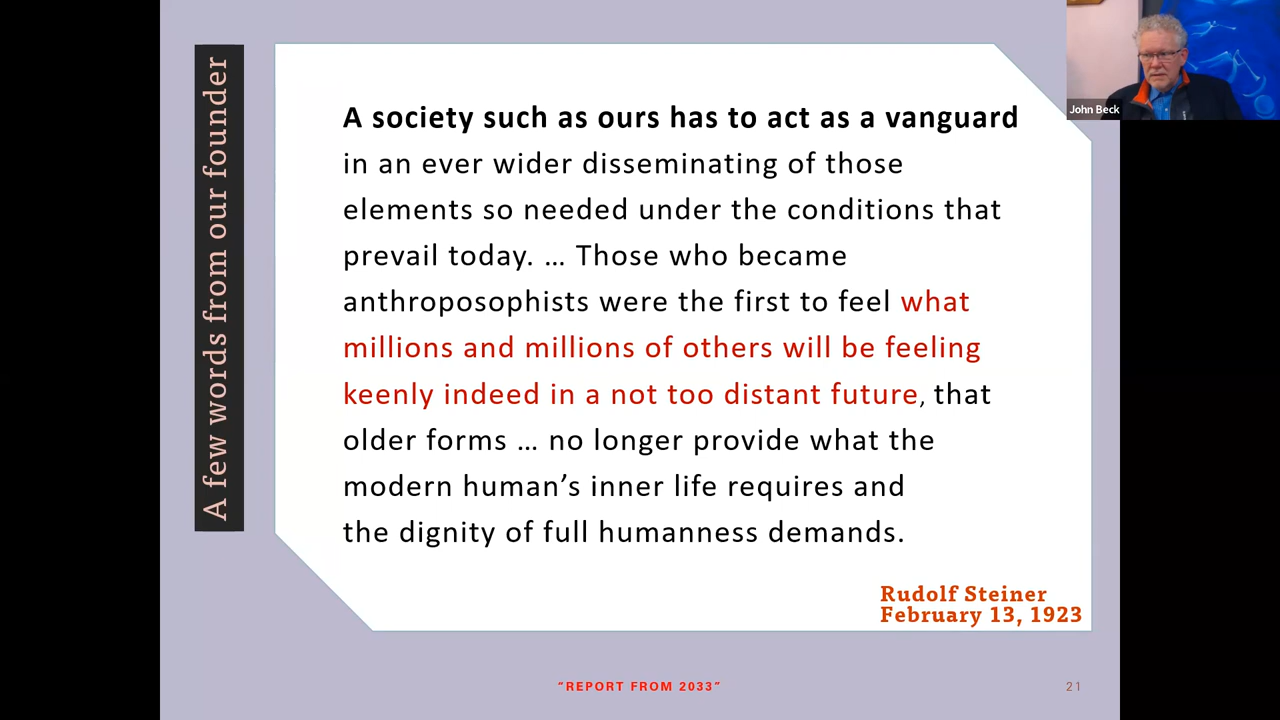 A few words from our founder
A society such as ours has to act as a vanguard
in an ever wider disseminating of those
elements so needed under the conditions that
prevail today. … Those who became
anthroposophists were the first to feel what
millions and millions of others will be feeling
keenly indeed in a not too distant future, that
older forms … no longer provide what the
modern human’s inner life requires and
the dignity of full humanness demands.
Rudolf Steiner
February 13, 1923
John Beck
“REPORT FROM 2033”
21